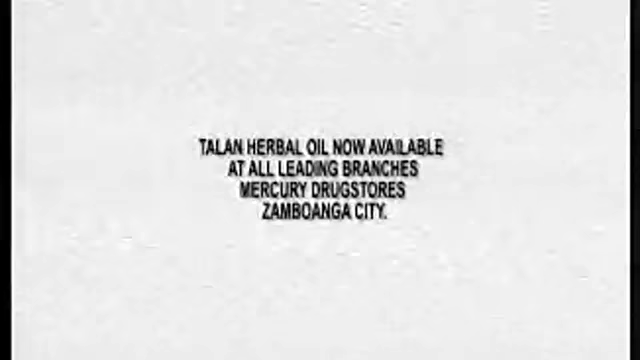 TALAN HERBAL OIL NOW AVAILABLE
AT ALL LEADING BRANCHES
MERCURY DRUGSTORES
ZAMBOANGA CITY.